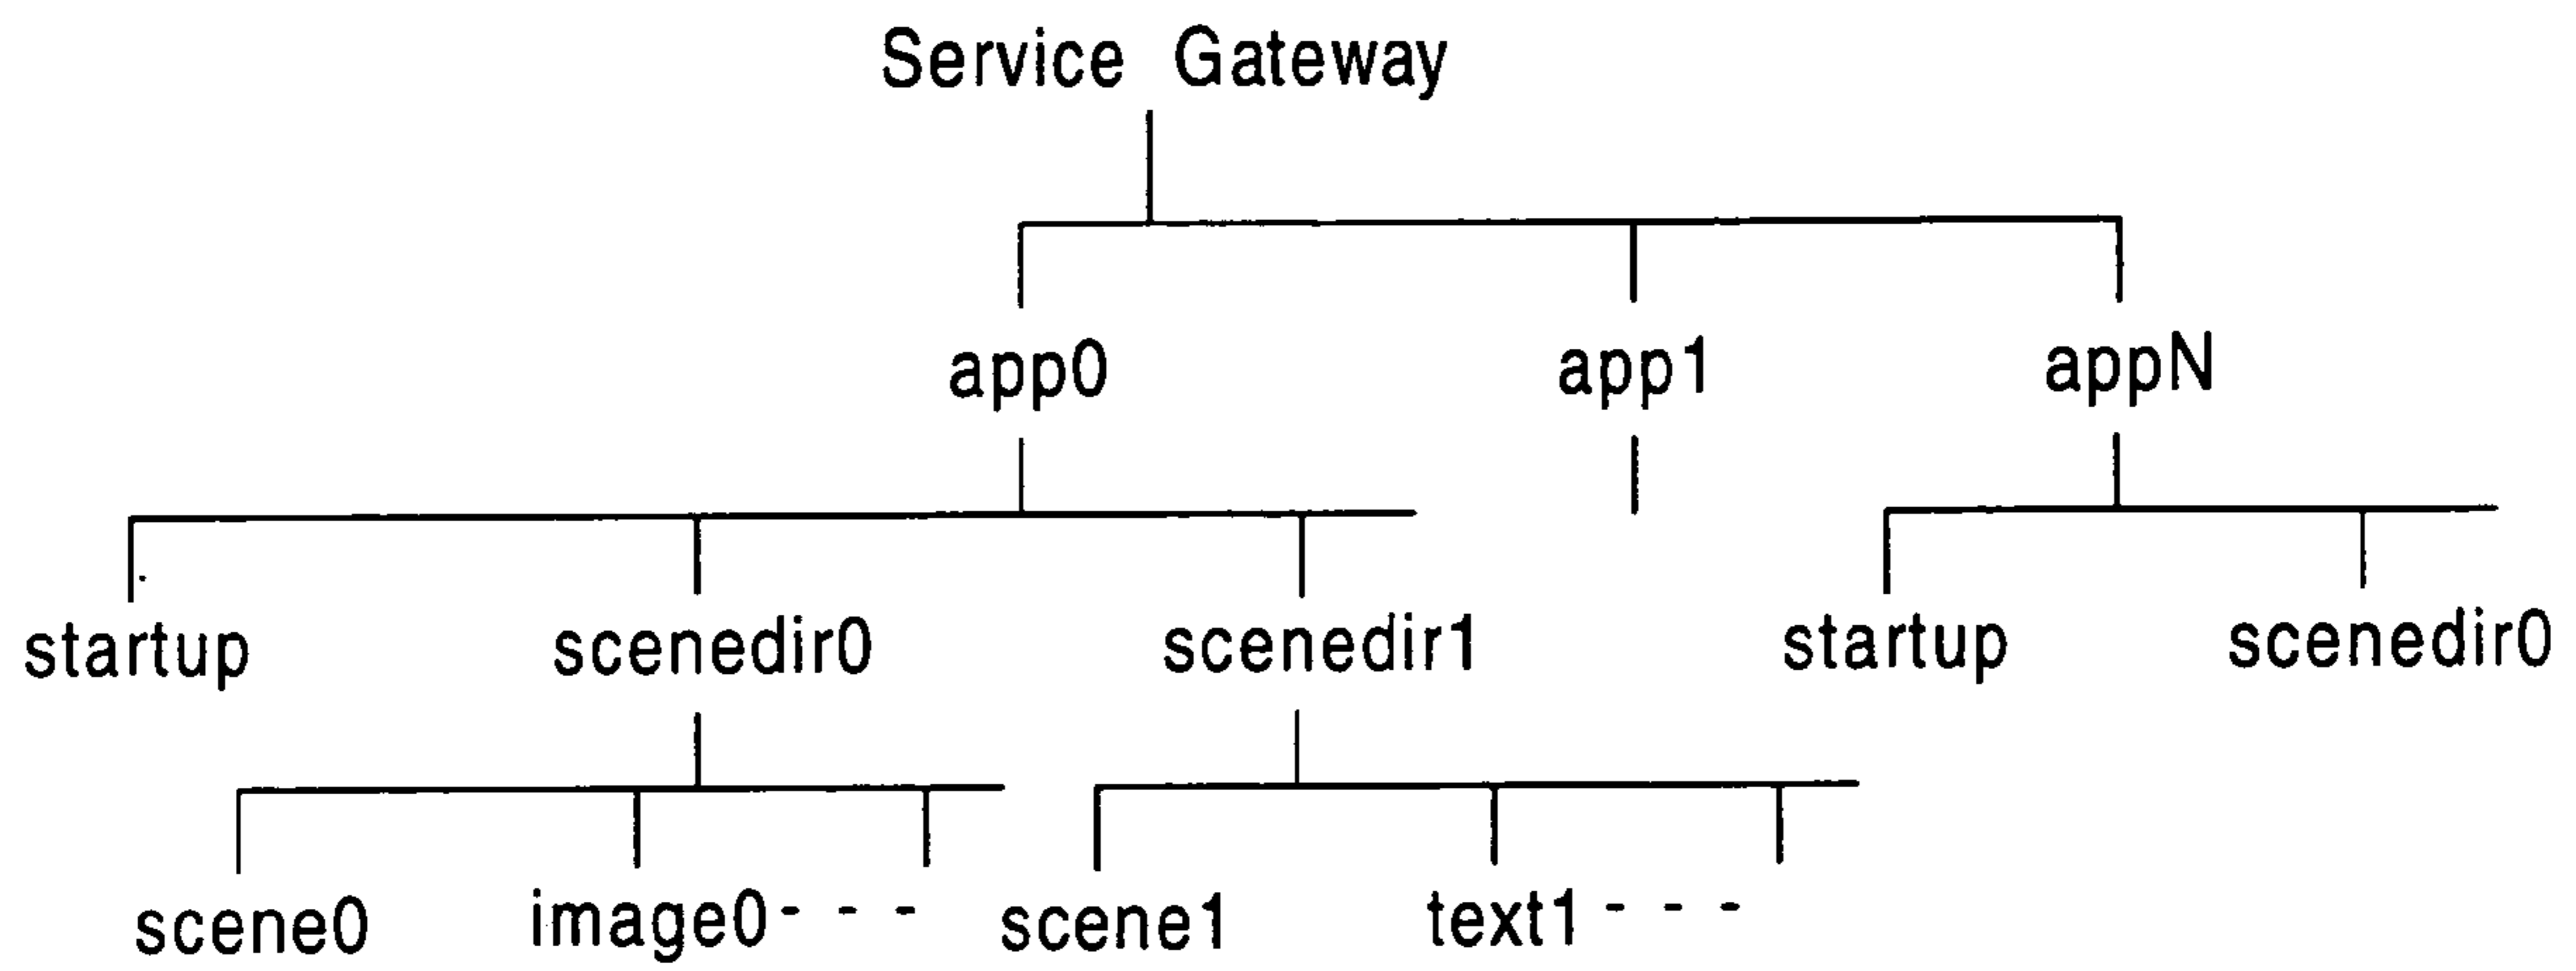 Service Gateway
app0 app1 appN
startup scenedir0 scenedir1 startup scenedir0
scene0 image0- - - scene1 text1- - -